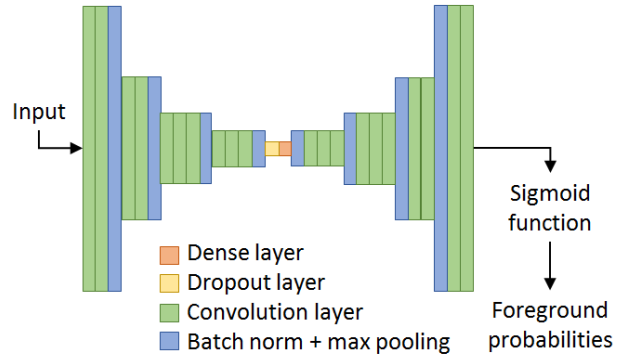 Input
Sigmoid
function
Dense layer
Dropout layer
Convolution layer
Batch norm + max pooling
Foreground
probabilities